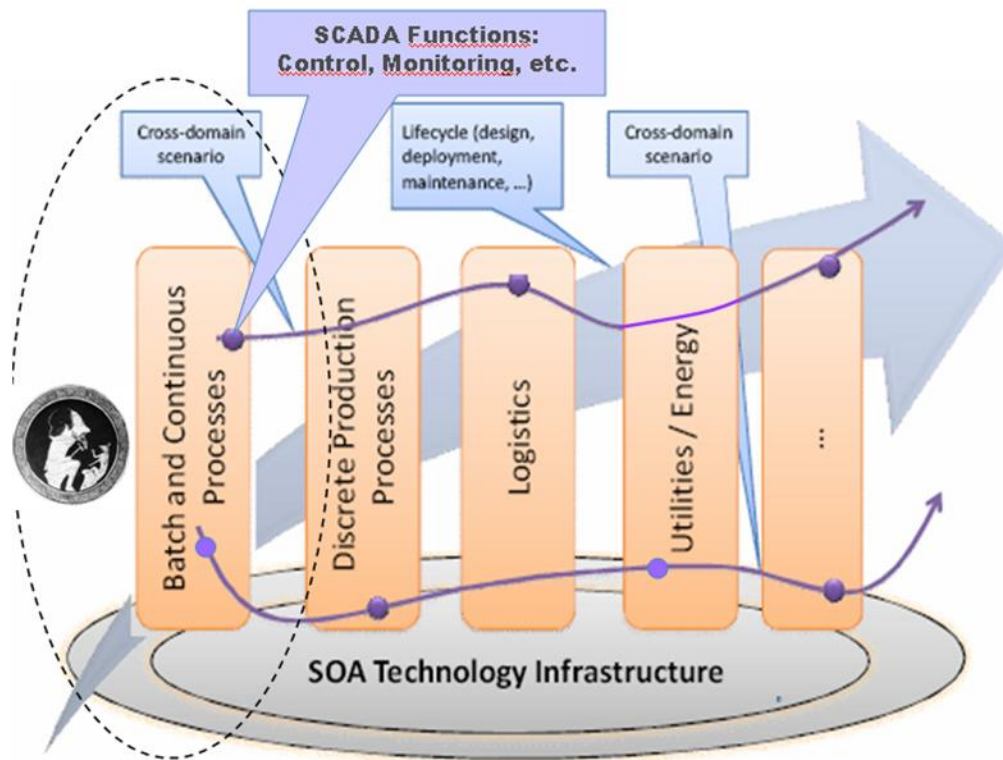 SCADA Functions:
Control, Monitoring, etc.
Cross-domain
scenario
Lifecycle (design,
deployment,
maintenance, ...)
Cross-domain
scenario
Batch and Continuous
Processes
Discrete Production
Processes
Logistics
Utilities / Energy
...
SOA Technology Infrastructure